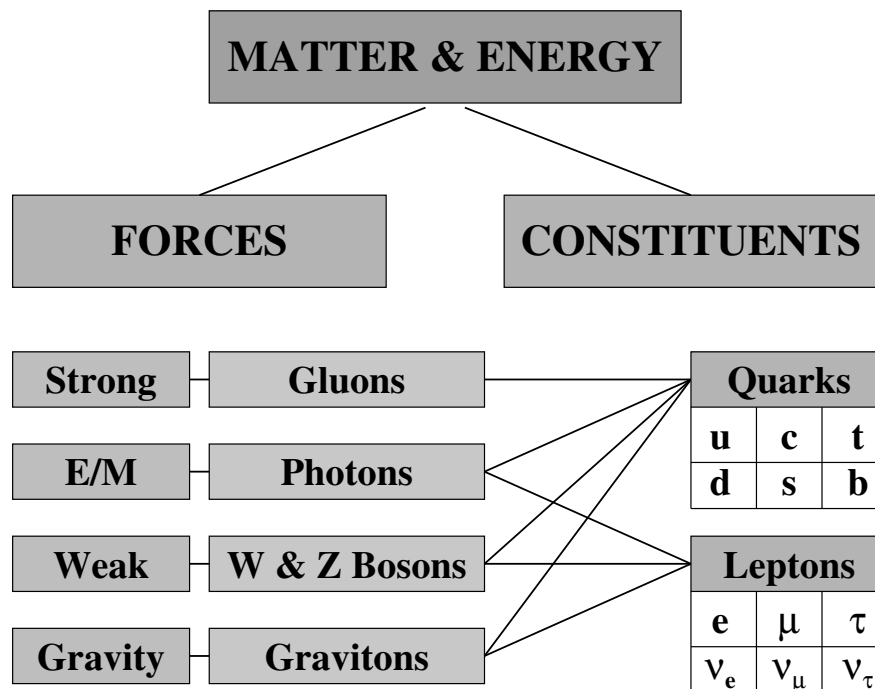 MATTER & ENERGY
FORCES
CONSTITUENTS
Strong
Gluons
Quarks
u c t
d s b
E/M
Photons
Weak
W & Z Bosons
Leptons
e μ τ
νe νμ ντ
Gravity
Gravitons